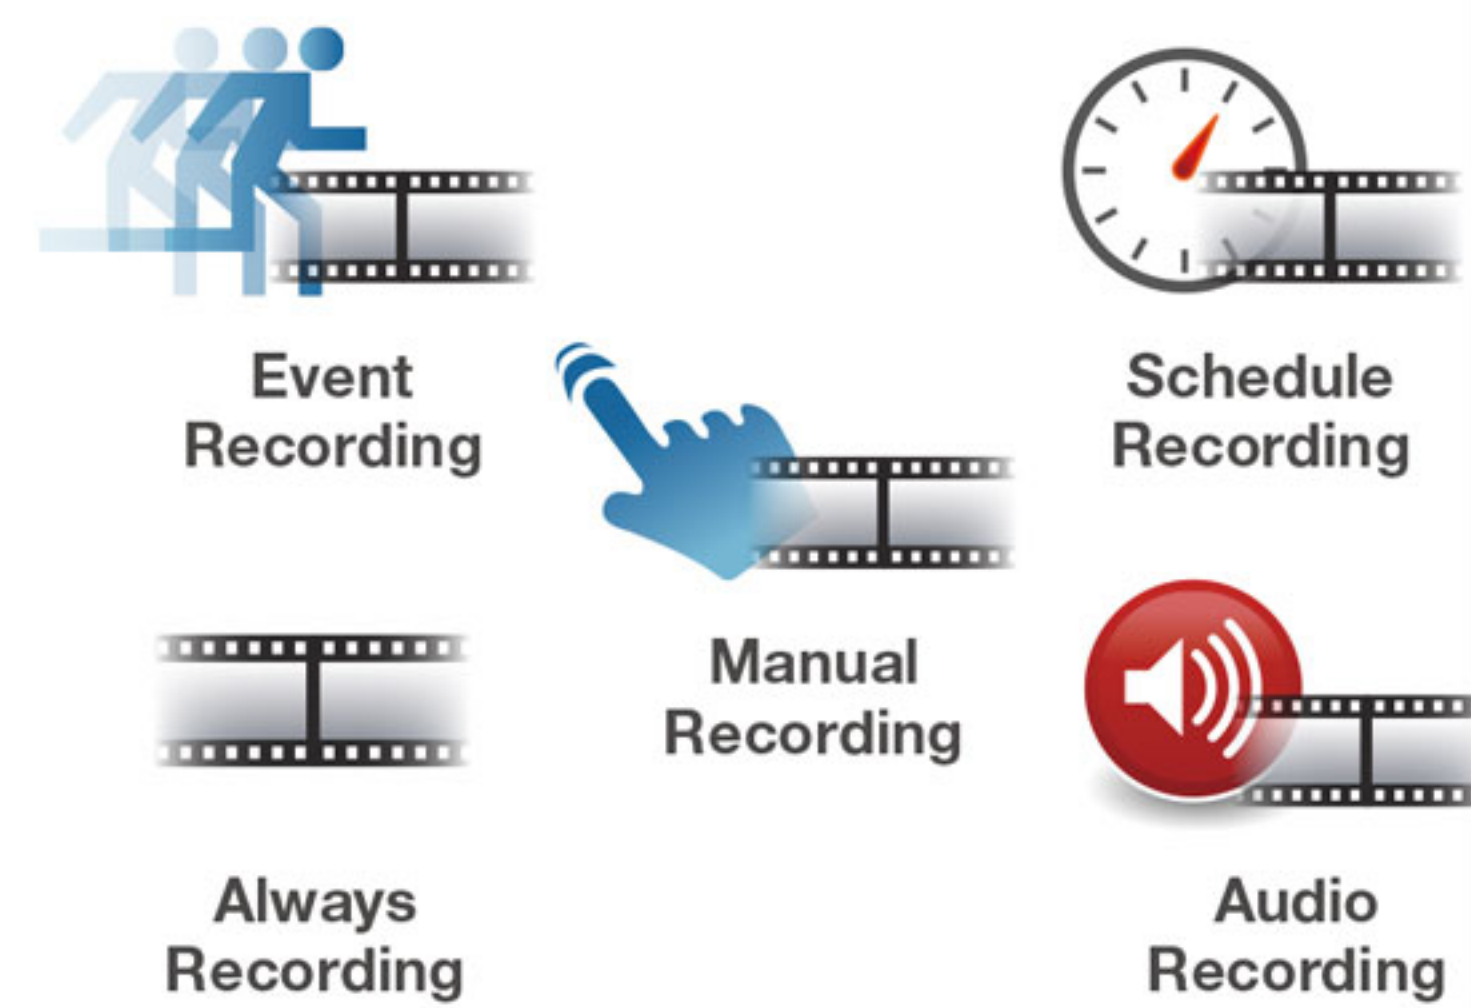 Event
Recording
Schedule
Recording
Manual
Recording
Always
Recording
Audio
Recording